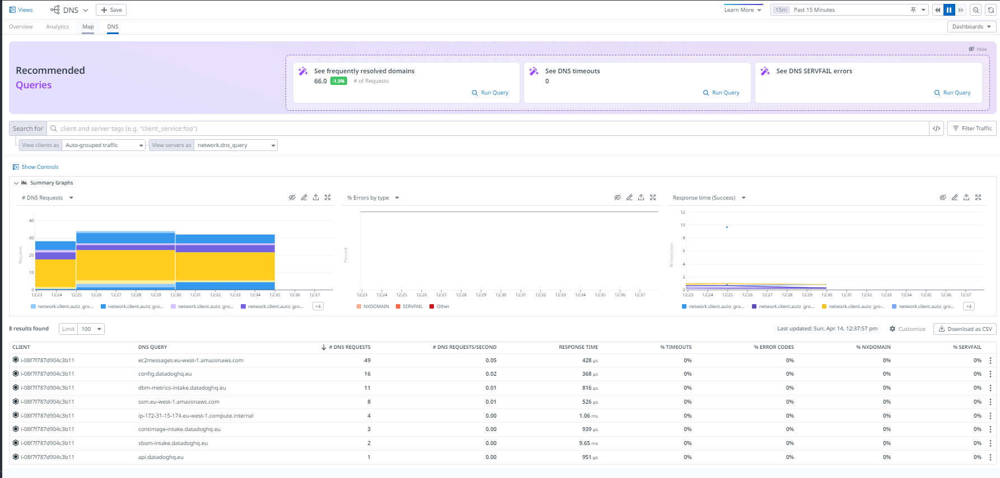 Views
DNS
Save
Learn More
15m Past 15 Minutes
Overview Analytics Map DNS
Dashboards
Hide
Recommended
Queries
See frequently resolved domains
66.0 -1.5% # of Requests
Run Query
See DNS timeouts
0
Run Query
See DNS SERVFAIL errors
Run Query
Search for client and server tags (e.g. "client_service:foo")
</>
Filter Traffic
View clients as Auto-grouped traffic View servers as network.dns_query
Show Controls
Summary Graphs
# DNS Requests
Requests
40
30
20
10
0
12:23 12:24 12:25 12:26 12:27 12:28 12:29 12:30 12:31 12:32 12:33 12:34 12:35 12:36 12:37
network.client.auto_gro... network.client.auto_gro... network.client.auto_gro... network.client.auto_gro... +4
% Errors by type
Percent
12:23 12:24 12:25 12:26 12:27 12:28 12:29 12:30 12:31 12:32 12:33 12:34 12:35 12:36 12:37
NXDOMAIN SERVFAIL Other
Response time (Success)
Milliseconds
12
10
8
6
4
2
0
12:23 12:24 12:25 12:26 12:27 12:28 12:29 12:30 12:31 12:32 12:33 12:34 12:35 12:36 12:37
network.client.auto_gro... network.client.auto_gro... network.client.auto_gro... network.client.auto_gro... +4
8 results found Limit 100
Last updated: Sun, Apr 14, 12:37:57 pm Customize Download as CSV
CLIENT DNS QUERY # DNS REQUESTS # DNS REQUESTS/SECOND RESPONSE TIME % TIMEOUTS % ERROR CODES % NXDOMAIN % SERVFAIL
i-08f7f787d904c3b11 ec2messages.eu-west-1.amazonaws.com 49 0.05 428 µs 0% 0% 0% 0%
i-08f7f787d904c3b11 config.datadoghq.eu 16 0.02 368 µs 0% 0% 0% 0%
i-08f7f787d904c3b11 dbm-metrics-intake.datadoghq.eu 11 0.01 816 µs 0% 0% 0% 0%
i-08f7f787d904c3b11 ssm.eu-west-1.amazonaws.com 8 0.01 526 µs 0% 0% 0% 0%
i-08f7f787d904c3b11 ip-172-31-15-174.eu-west-1.compute.internal 4 0.00 1.06 ms 0% 0% 0% 0%
i-08f7f787d904c3b11 contimage-intake.datadoghq.eu 3 0.00 939 µs 0% 0% 0% 0%
i-08f7f787d904c3b11 sbom-intake.datadoghq.eu 2 0.00 9.65 ms 0% 0% 0% 0%
i-08f7f787d904c3b11 api.datadoghq.eu 1 0.00 951 µs 0% 0% 0% 0%